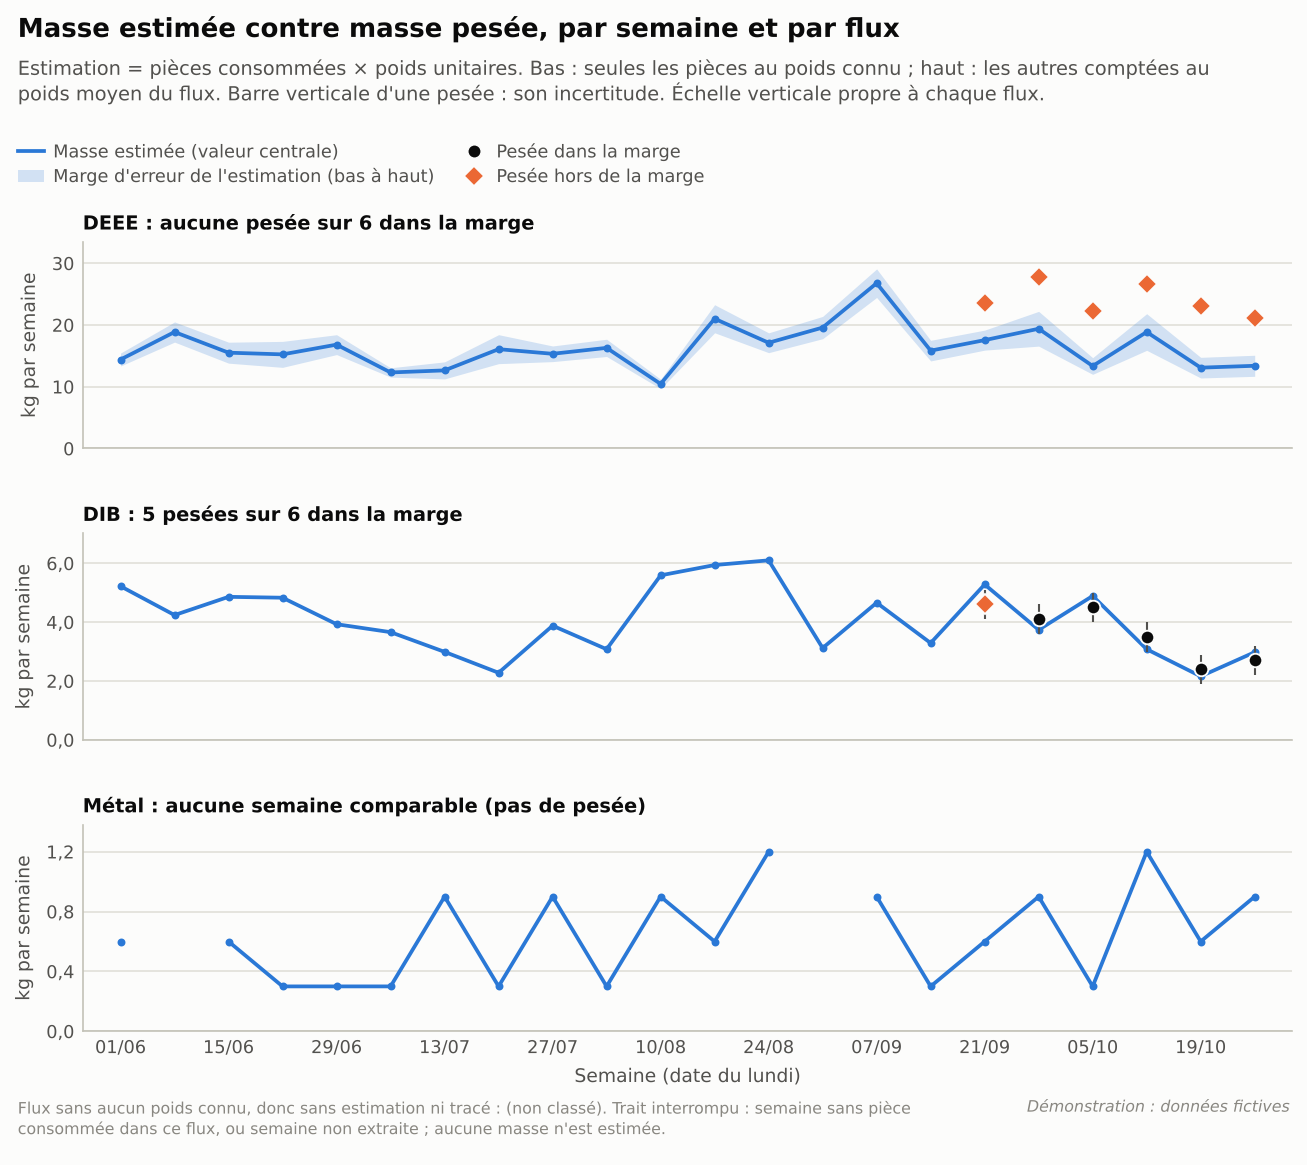 Masse estimée contre masse pesée, par semaine et par flux
Estimation = pièces consommées × poids unitaires. Bas : seules les pièces au poids connu ; haut : les autres comptées au
poids moyen du flux. Barre verticale d'une pesée : son incertitude. Échelle verticale propre à chaque flux.
Masse estimée (valeur centrale)
Marge d'erreur de l'estimation (bas à haut)
Pesée dans la marge
Pesée hors de la marge
DEEE : aucune pesée sur 6 dans la marge
kg par semaine
30
20
10
0
DIB : 5 pesées sur 6 dans la marge
kg par semaine
6,0
4,0
2,0
0,0
Métal : aucune semaine comparable (pas de pesée)
kg par semaine
1,2
0,8
0,4
0,0
01/06 15/06 29/06 13/07 27/07 10/08 24/08 07/09 21/09 05/10 19/10
Semaine (date du lundi)
Flux sans aucun poids connu, donc sans estimation ni tracé : (non classé). Trait interrompu : semaine sans pièce
consommée dans ce flux, ou semaine non extraite ; aucune masse n'est estimée.
Démonstration : données fictives